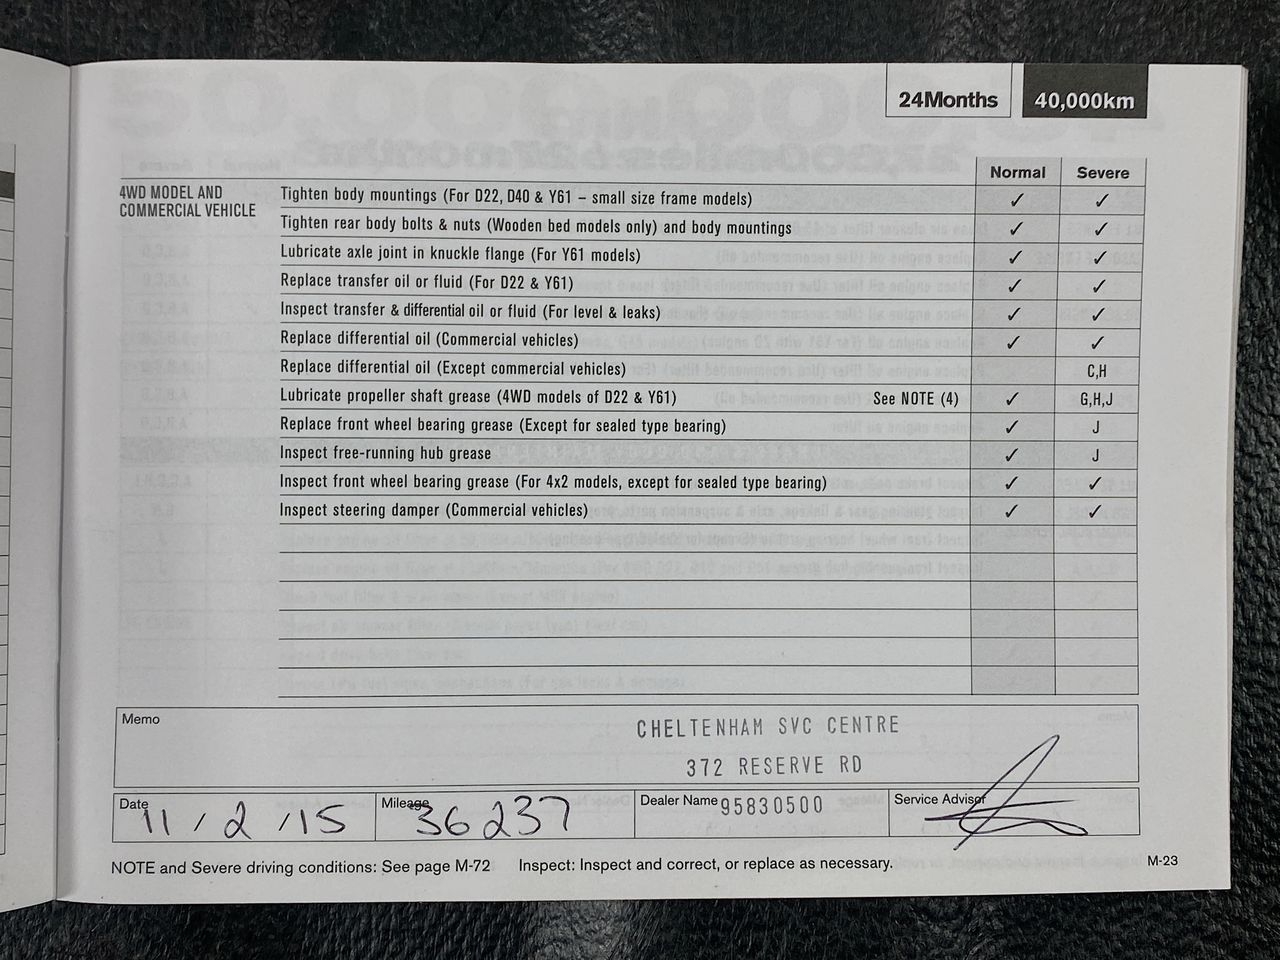 24Months 40,000km
Normal Severe
4WD MODEL AND
COMMERCIAL VEHICLE
Tighten body mountings (For D22, D40 & Y61 – small size frame models) ✓ ✓
Tighten rear body bolts & nuts (Wooden bed models only) and body mountings ✓ ✓
Lubricate axle joint in knuckle flange (For Y61 models) ✓ ✓
Replace transfer oil or fluid (For D22 & Y61) ✓ ✓
Inspect transfer & differential oil or fluid (For level & leaks) ✓ ✓
Replace differential oil (Commercial vehicles) ✓ ✓
Replace differential oil (Except commercial vehicles) C,H
Lubricate propeller shaft grease (4WD models of D22 & Y61) See NOTE (4) ✓ G,H,J
Replace front wheel bearing grease (Except for sealed type bearing) ✓ J
Inspect free-running hub grease ✓ J
Inspect front wheel bearing grease (For 4x2 models, except for sealed type bearing) ✓ ✓
Inspect steering damper (Commercial vehicles) ✓ ✓
Memo
CHELTENHAM SVC CENTRE
372 RESERVE RD
Date 11/2/15 Mileage 36237 Dealer Name 95830500 Service Advisor
NOTE and Severe driving conditions: See page M-72 Inspect: Inspect and correct, or replace as necessary. M-23